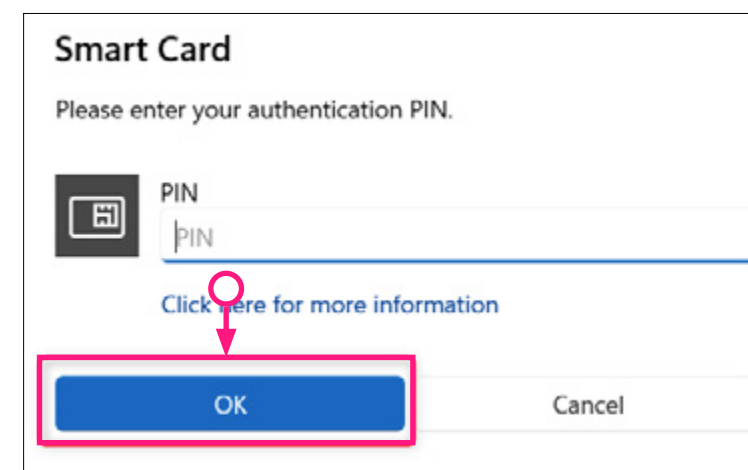 Smart Card
Please enter your authentication PIN.
PIN
PIN
Click here for more information
OK
Cancel